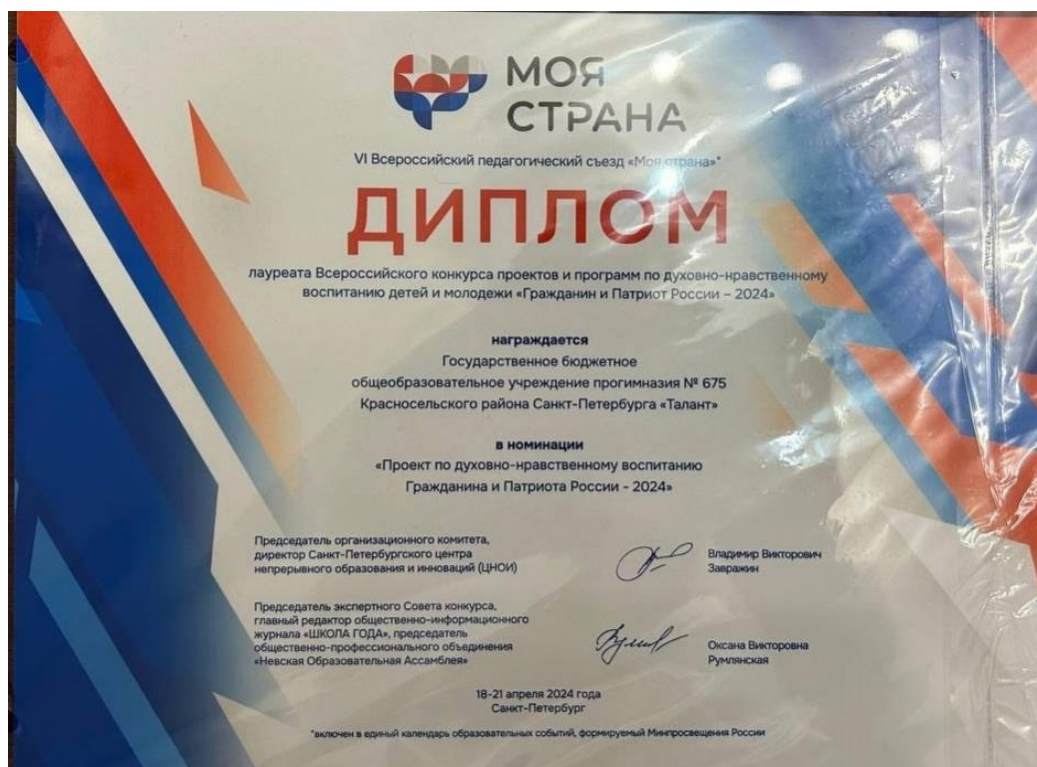 МОЯ
СТРАНА
VI Всероссийский педагогический съезд «Моя страна»*
ДИПЛОМ
лауреата Всероссийского конкурса проектов и программ по духовно-нравственному
воспитанию детей и молодежи «Гражданин и Патриот России – 2024»
награждается
Государственное бюджетное
общеобразовательное учреждение прогимназия № 675
Красносельского района Санкт-Петербурга «Талант»
в номинации
«Проект по духовно-нравственному воспитанию
Гражданина и Патриота России - 2024»
Председатель организационного комитета,
директор Санкт-Петербургского центра
непрерывного образования и инноваций (ЦНОИ)
Владимир Викторович
Завражин
Председатель экспертного Совета конкурса,
главный редактор общественно-информационного
журнала «ШКОЛА ГОДА», председатель
общественно-профессионального объединения
«Невская Образовательная Ассамблея»
Оксана Викторовна
Румлянская
18-21 апреля 2024 года
Санкт-Петербург
*включен в единый календарь образовательных событий, формируемый Минпросвещения России